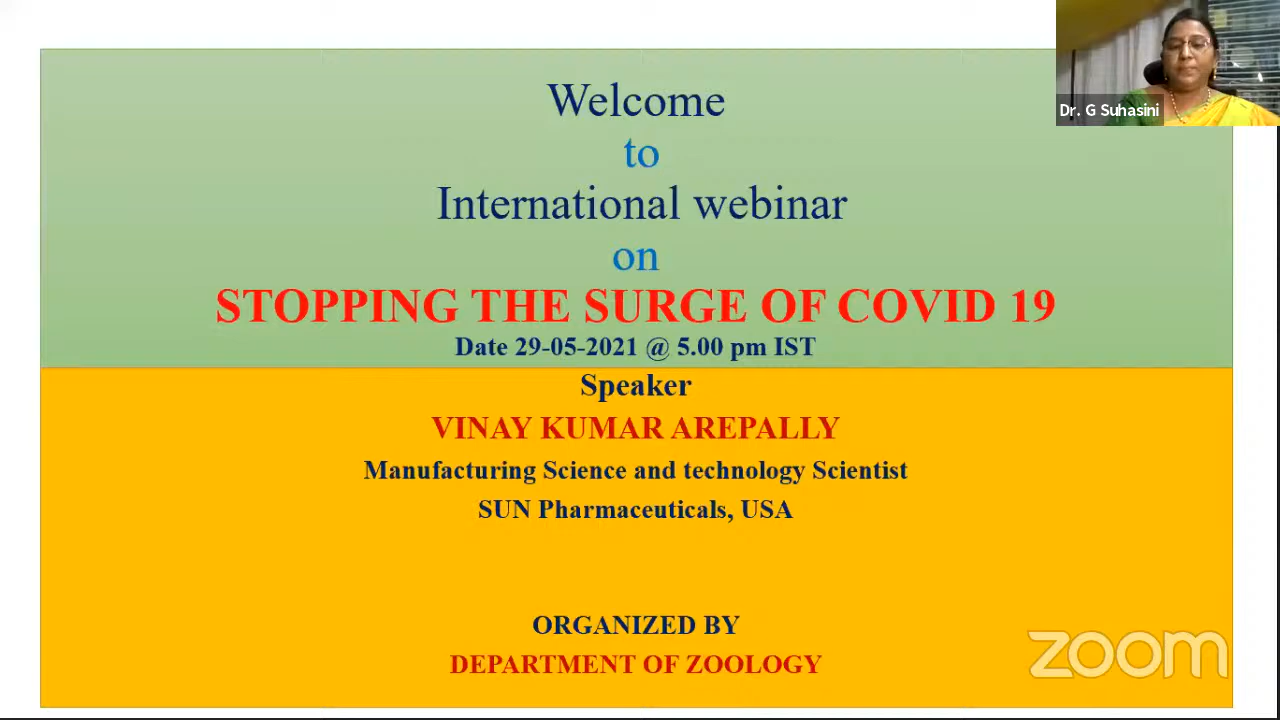 Welcome
to
International webinar
on
STOPPING THE SURGE OF COVID 19
Date 29-05-2021 @ 5.00 pm IST
Speaker
VINAY KUMAR AREPALLY
Manufacturing Science and technology Scientist
SUN Pharmaceuticals, USA
ORGANIZED BY
DEPARTMENT OF ZOOLOGY
Dr. G Suhasini
zoom